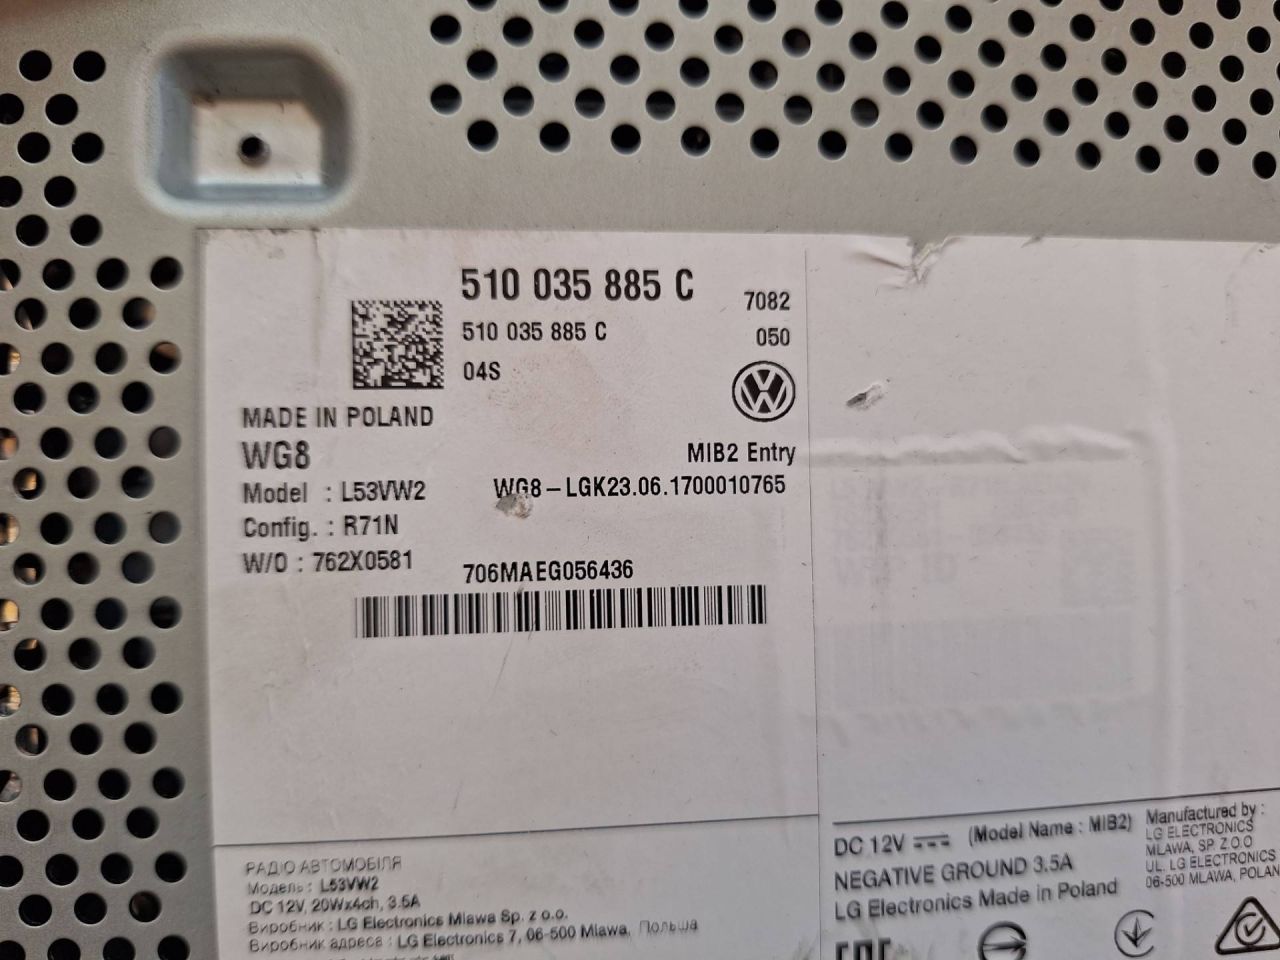 510 035 885 C
7082
510 035 885 C
050
04S
MADE IN POLAND
WG8
MIB2 Entry
Model : L53VW2
WG8-LGK23.06.1700010765
Config. : R71N
W/O : 762X0581
706MAEG056436
РАДІО АВТОМОБІЛЯ
Модель : L53VW2
DC 12V, 20Wx4ch, 3.5A
Виробник : LG Electronics Mlawa Sp. z o.o.
Виробник адреса : LG Electronics 7, 06-500 Mlawa, Польша
DC 12V (Model Name : MIB2)
NEGATIVE GROUND 3.5A
LG Electronics Made in Poland
Manufactured by :
LG ELECTRONICS
MLAWA, SP. Z O.O
UL. LG ELECTRONICS
06-500 MLAWA, POLAN